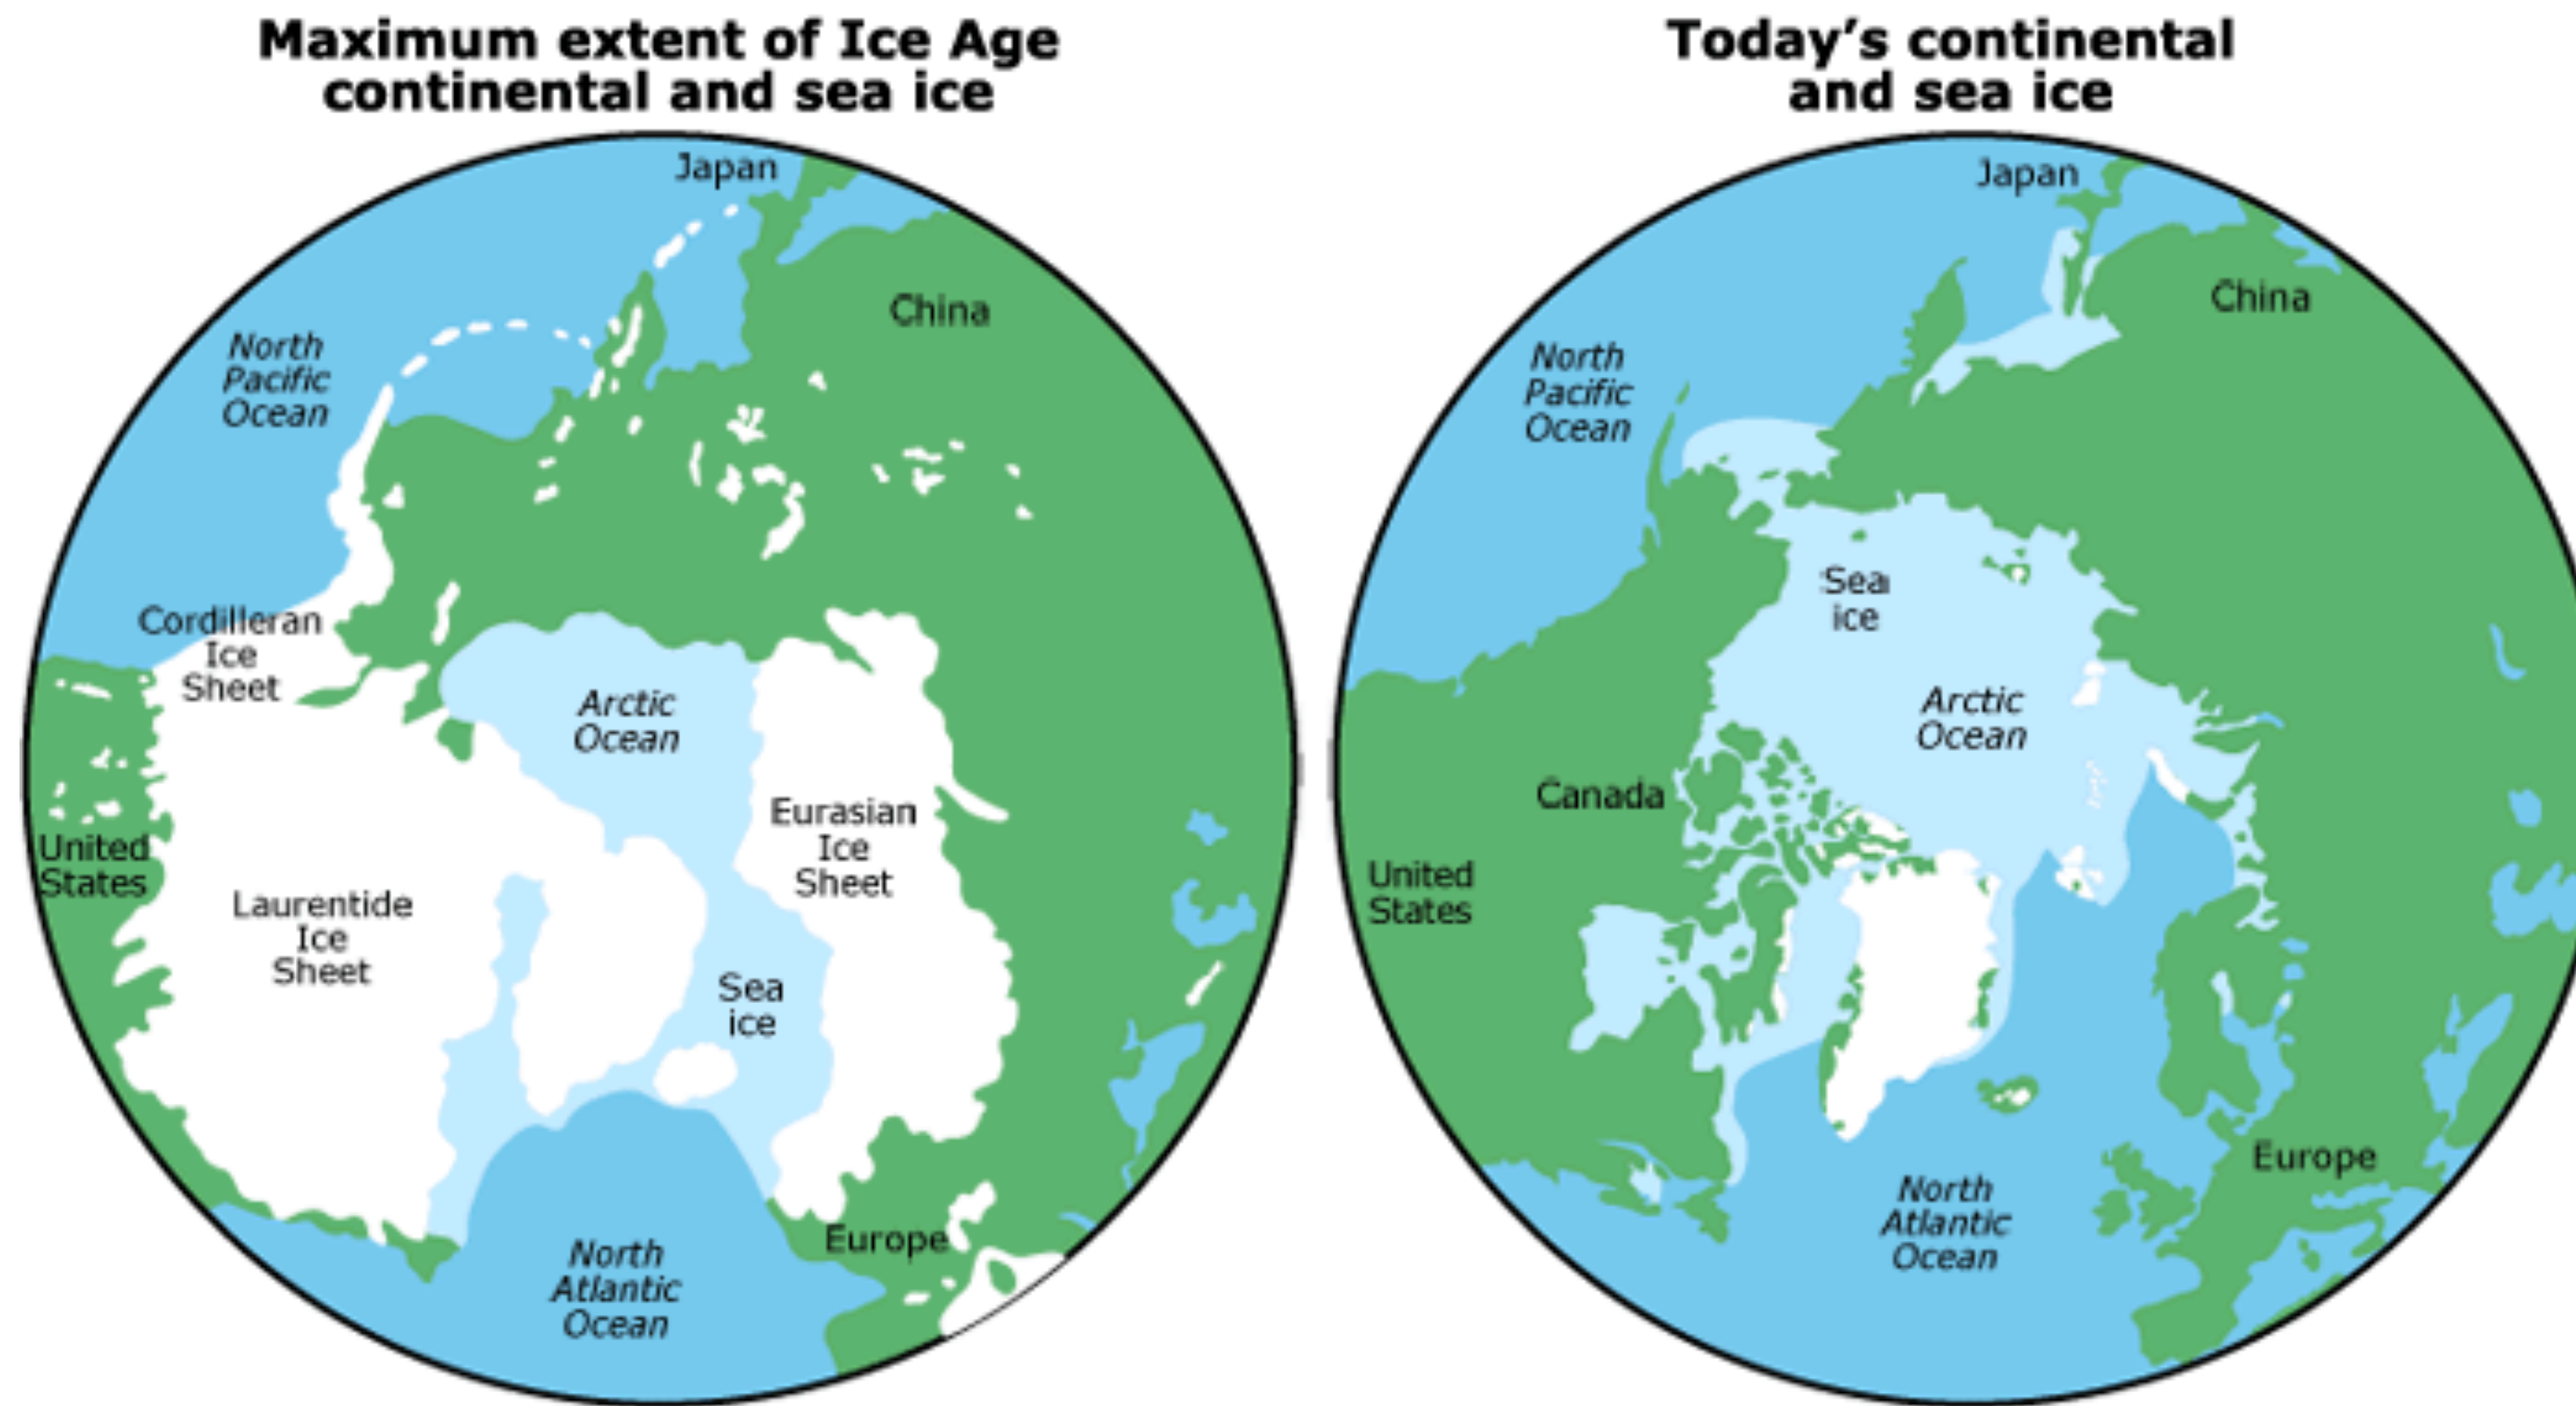 Maximum extent of Ice Age
continental and sea ice
Japan
China
North
Pacific
Ocean
Cordilleran
Ice
Sheet
Arctic
Ocean
Eurasian
Ice
Sheet
United
States
Laurentide
Ice
Sheet
Sea
ice
Europe
North
Atlantic
Ocean
Today's continental
and sea ice
Japan
China
North
Pacific
Ocean
Sea
ice
Arctic
Ocean
Canada
United
States
Europe
North
Atlantic
Ocean